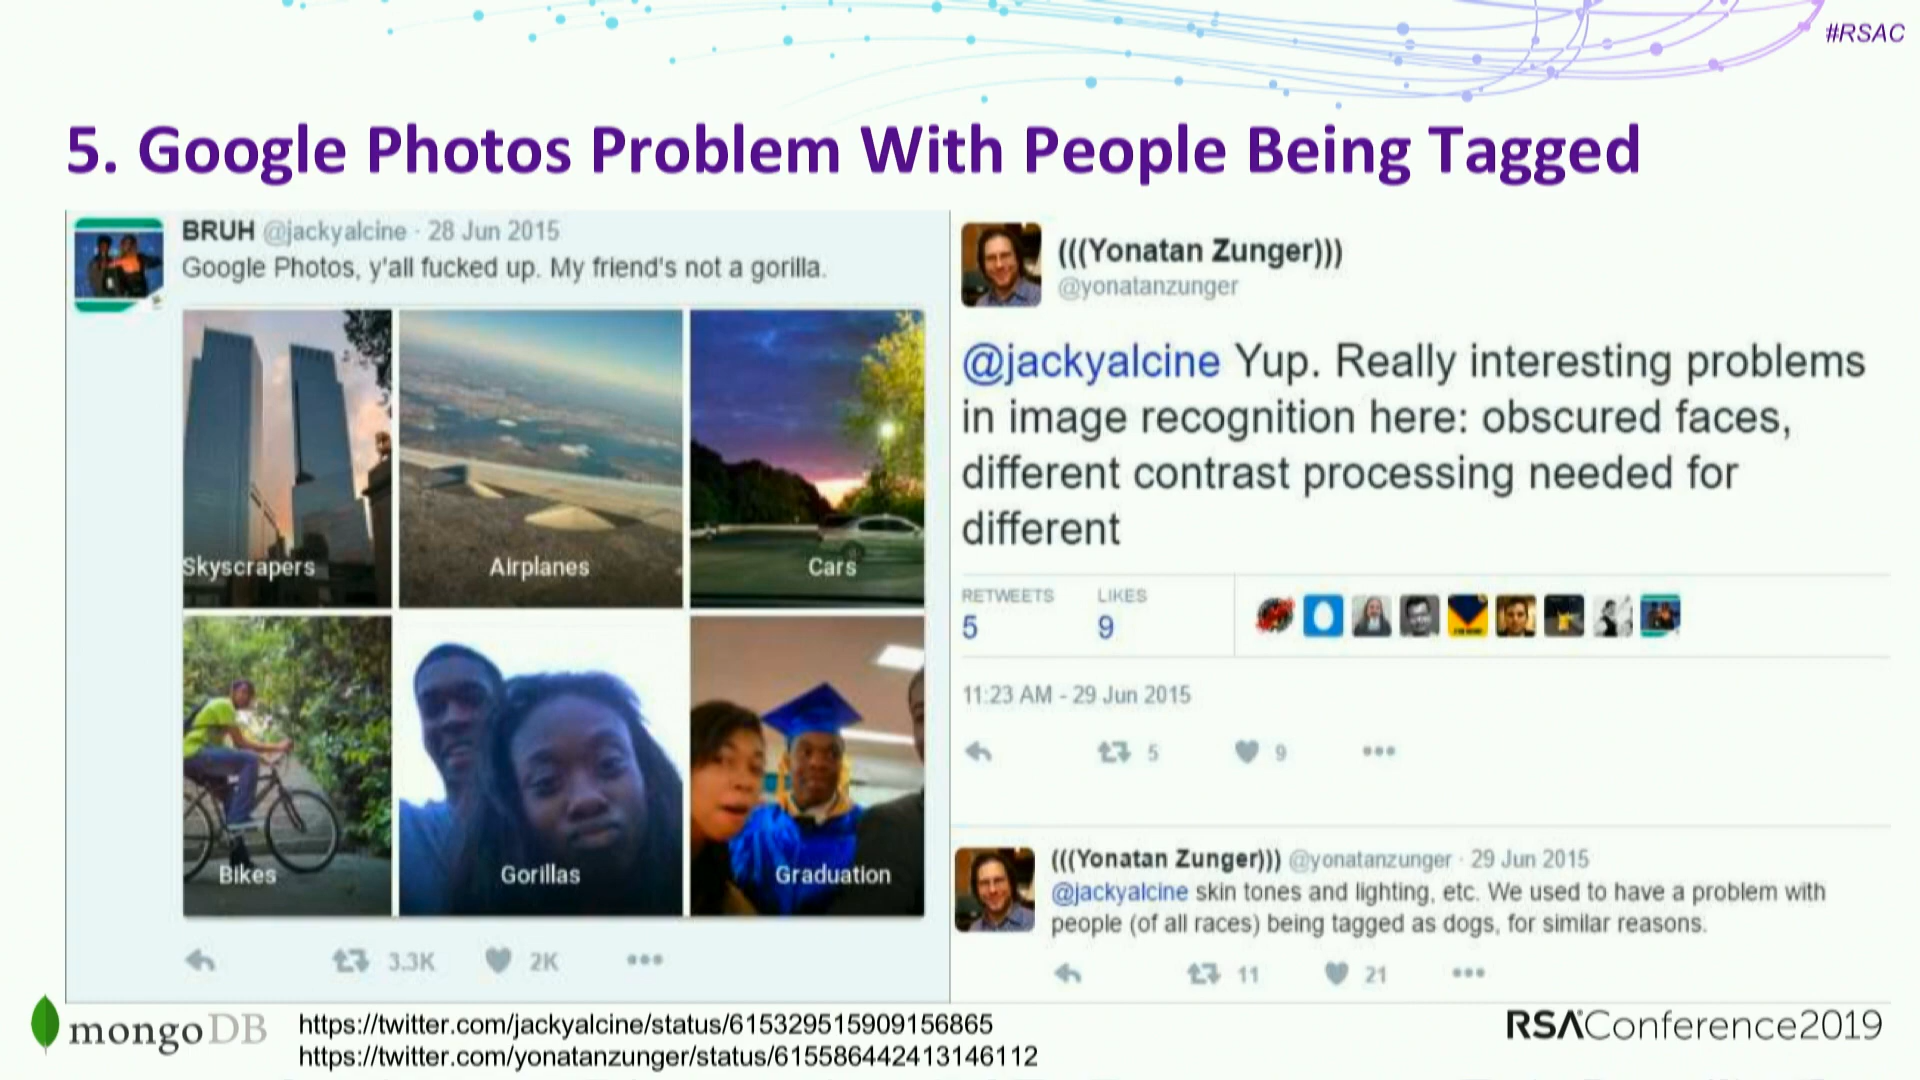 #RSAC
5. Google Photos Problem With People Being Tagged
BRUH @jackyalcine · 28 Jun 2015
Google Photos, y'all fucked up. My friend's not a gorilla.
Skyscrapers
Airplanes
Cars
Bikes
Gorillas
Graduation
3.3K 2K
(((Yonatan Zunger)))
@yonatanzunger
@jackyalcine Yup. Really interesting problems
in image recognition here: obscured faces,
different contrast processing needed for
different
RETWEETS LIKES
5 9
11:23 AM - 29 Jun 2015
5 9
(((Yonatan Zunger))) @yonatanzunger · 29 Jun 2015
@jackyalcine skin tones and lighting, etc. We used to have a problem with
people (of all races) being tagged as dogs, for similar reasons.
11 21
mongoDB
https://twitter.com/jackyalcine/status/615329515909156865
https://twitter.com/yonatanzunger/status/615586442413146112
RSAConference2019